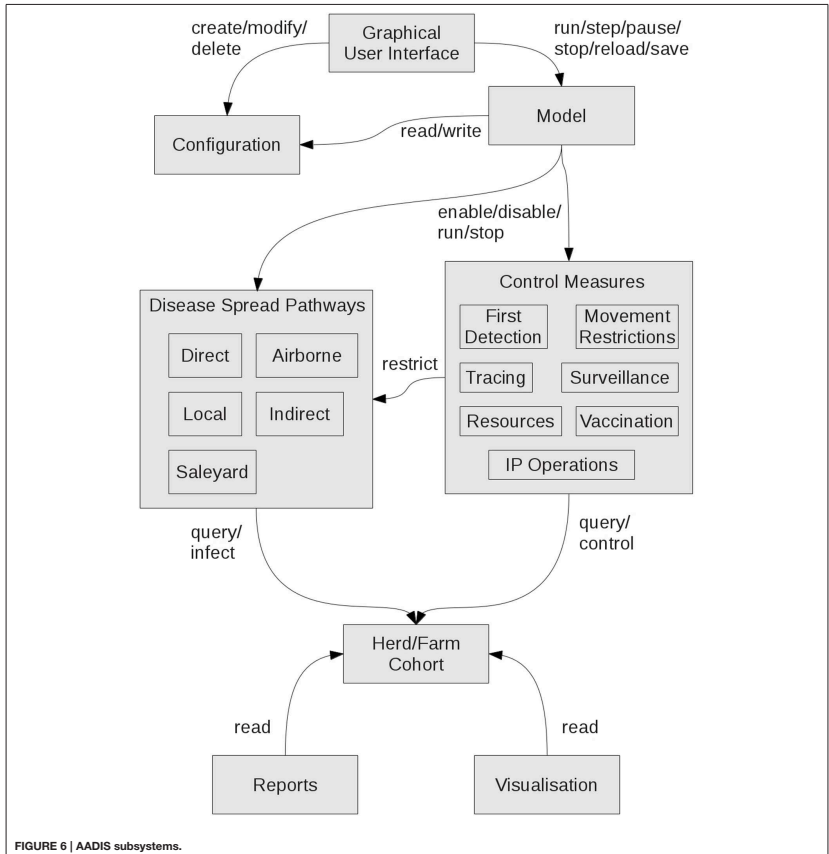 create/modify/
delete
Graphical
User Interface
run/step/pause/
stop/reload/save
Configuration
read/write
Model
enable/disable/
run/stop
Disease Spread Pathways
Direct
Airborne
Local
Indirect
Saleyard
restrict
Control Measures
First
Detection
Movement
Restrictions
Tracing
Surveillance
Resources
Vaccination
IP Operations
query/
infect
query/
control
Herd/Farm
Cohort
read
read
Reports
Visualisation
FIGURE 6 | AADIS subsystems.